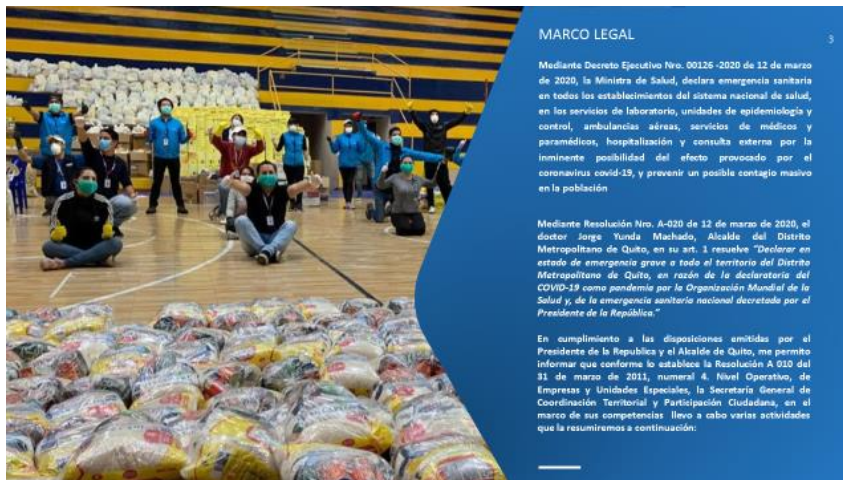 MARCO LEGAL
3
Mediante Decreto Ejecutivo Nro. 00126 -2020 de 12 de marzo
de 2020, la Ministra de Salud, declara emergencia sanitaria
en todos los establecimientos del sistema nacional de salud,
en los servicios de laboratorio, unidades de epidemiología y
control, ambulancias aéreas, servicios de médicos y
paramédicos, hospitalización y consulta externa por la
inminente posibilidad del efecto provocado por el
coronavirus covid-19, y prevenir un posible contagio masivo
en la población
Mediante Resolución Nro. A-020 de 12 de marzo de 2020, el
doctor Jorge Yunda Machado, Alcalde del Distrito
Metropolitano de Quito, en su art. 1 resuelve "Declarar en
estado de emergencia grave a todo el territorio del Distrito
Metropolitano de Quito, en razón de la declaratoria del
COVID-19 como pandemia por la Organización Mundial de la
Salud y, de la emergencia sanitaria nacional decretada por el
Presidente de la República."
En cumplimiento a las disposiciones emitidas por el
Presidente de la Republica y el Alcalde de Quito, me permito
informar que conforme lo establece la Resolución A 010 del
31 de marzo de 2011, numeral 4. Nivel Operativo, de
Empresas y Unidades Especiales, la Secretaría General de
Coordinación Territorial y Participación Ciudadana, en el
marco de sus competencias llevo a cabo varias actividades
que la resumiremos a continuación: